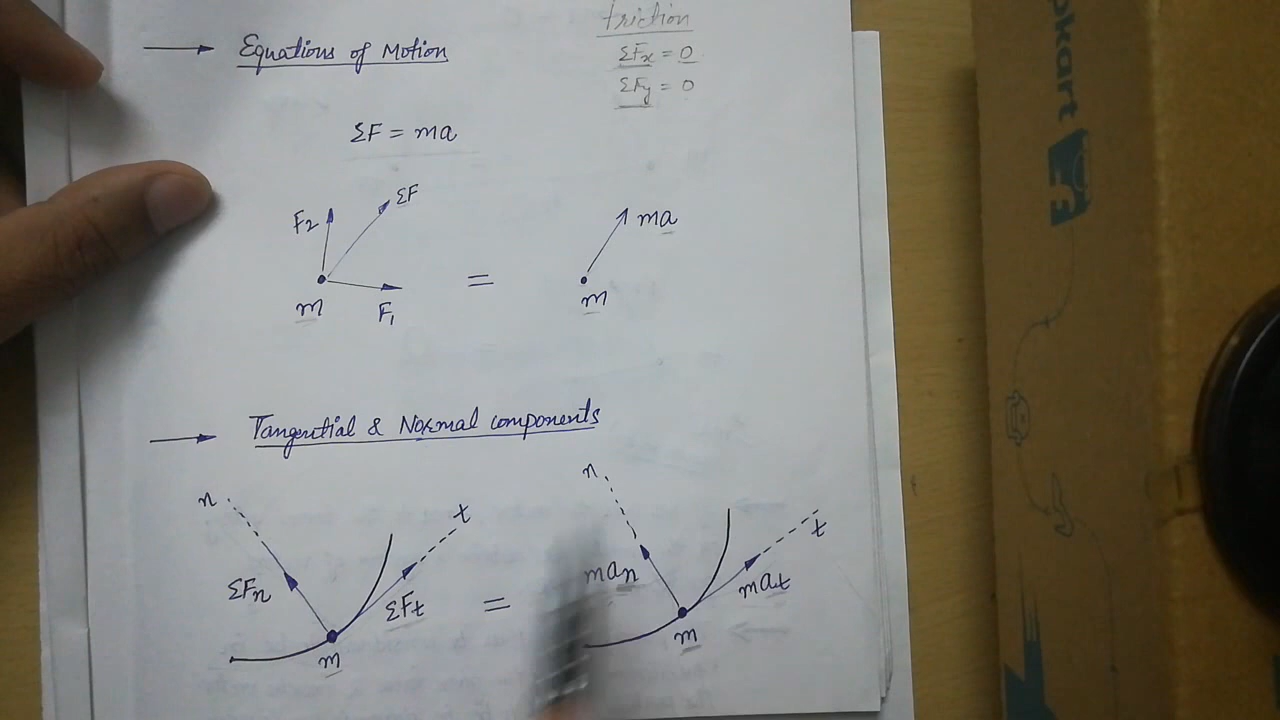 friction
ΣFx = 0
ΣFy = 0
→ Equations of Motion
ΣF = ma
F2
ΣF
m
F1
=
ma
m
→ Tangential & Normal components
n
t
ΣFn
ΣFt
m
=
n
t
man
mat
m
okart